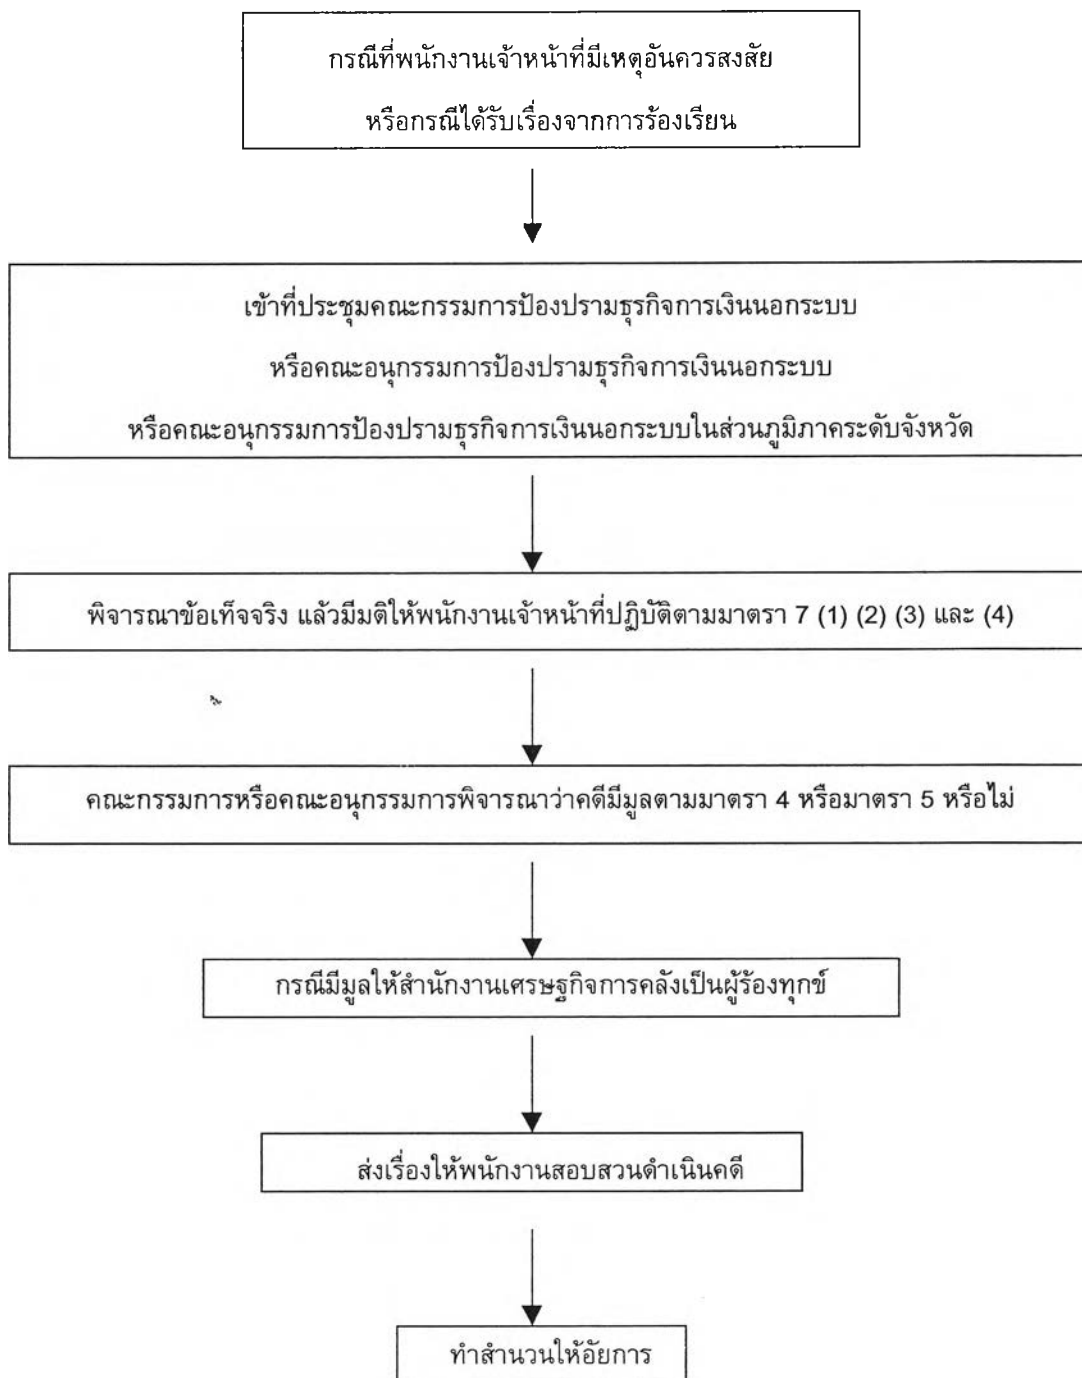 กรณีที่พนักงานเจ้าหน้าที่มีเหตุอันควรสงสัย
หรือกรณีได้รับเรื่องจากการร้องเรียน
เข้าที่ประชุมคณะกรรมการป้องปรามธุรกิจการเงินนอกระบบ
หรือคณะอนุกรรมการป้องปรามธุรกิจการเงินนอกระบบ
หรือคณะอนุกรรมการป้องปรามธุรกิจการเงินนอกระบบในส่วนภูมิภาคระดับจังหวัด
พิจารณาข้อเท็จจริง แล้วมีมติให้พนักงานเจ้าหน้าที่ปฏิบัติตามมาตรา 7 (1) (2) (3) และ (4)
คณะกรรมการหรือคณะอนุกรรมการพิจารณาว่าคดีมีมูลตามมาตรา 4 หรือมาตรา 5 หรือไม่
กรณีมีมูลให้สำนักงานเศรษฐกิจการคลังเป็นผู้ร้องทุกข์
ส่งเรื่องให้พนักงานสอบสวนดำเนินคดี
ทำสำนวนให้อัยการ